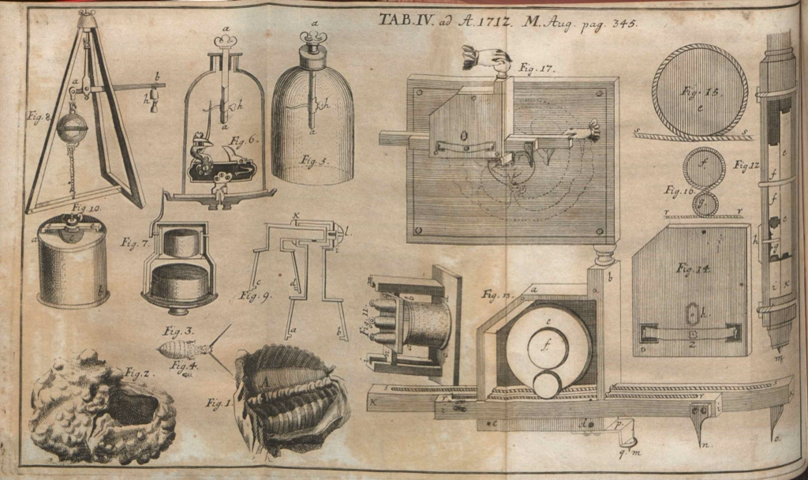 TAB. IV. ad A. 1712. M. Aug. pag. 345.
Fig. 8.
a
b
h
a
h
a
Fig. 6.
a
h
a
Fig. 5.
Fig. 17.
Fig. 15.
e
s
s
Fig. 12
f
Fig. 16.
g
r
r
Fig. 10.
a
b
Fig. 7.
K
l.
i
c
Fig. 9.
a
b
Fig. 14.
h
z
o
m
Fig. 13.
a
b
e
f
s
K
r
c
d
p
q.
m
n.
o.
s
Fig. 3.
Fig. 4.
Fig. 2.
Fig. 1.